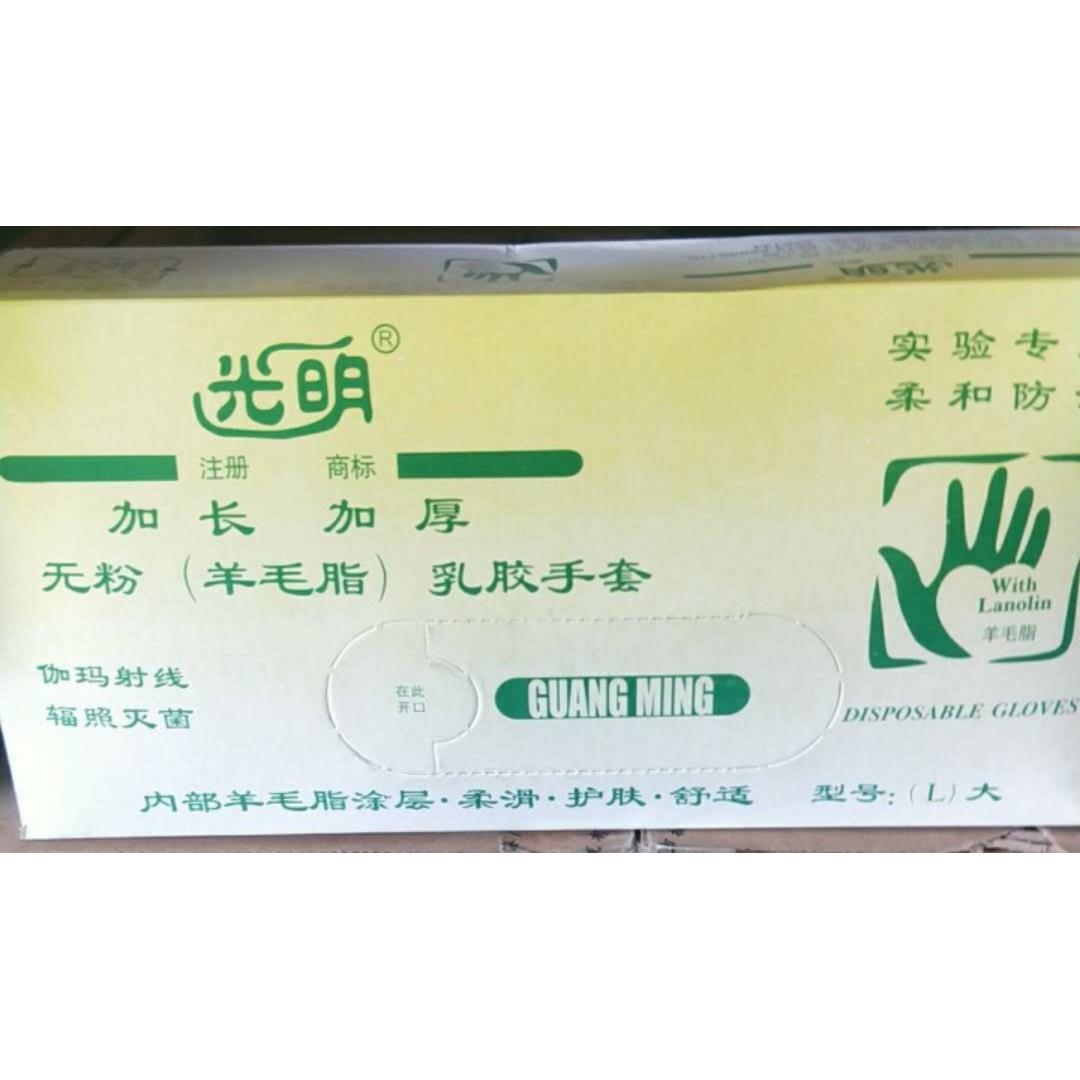 光明®
注册 商标
加长 加厚
无粉（羊毛脂）乳胶手套
伽玛射线
辐照灭菌
在此
开口
GUANG MING
内部羊毛脂涂层·柔滑·护肤·舒适
型号:(L)大
实验专
柔和防
With
Lanolin
羊毛脂
DISPOSABLE GLOVES